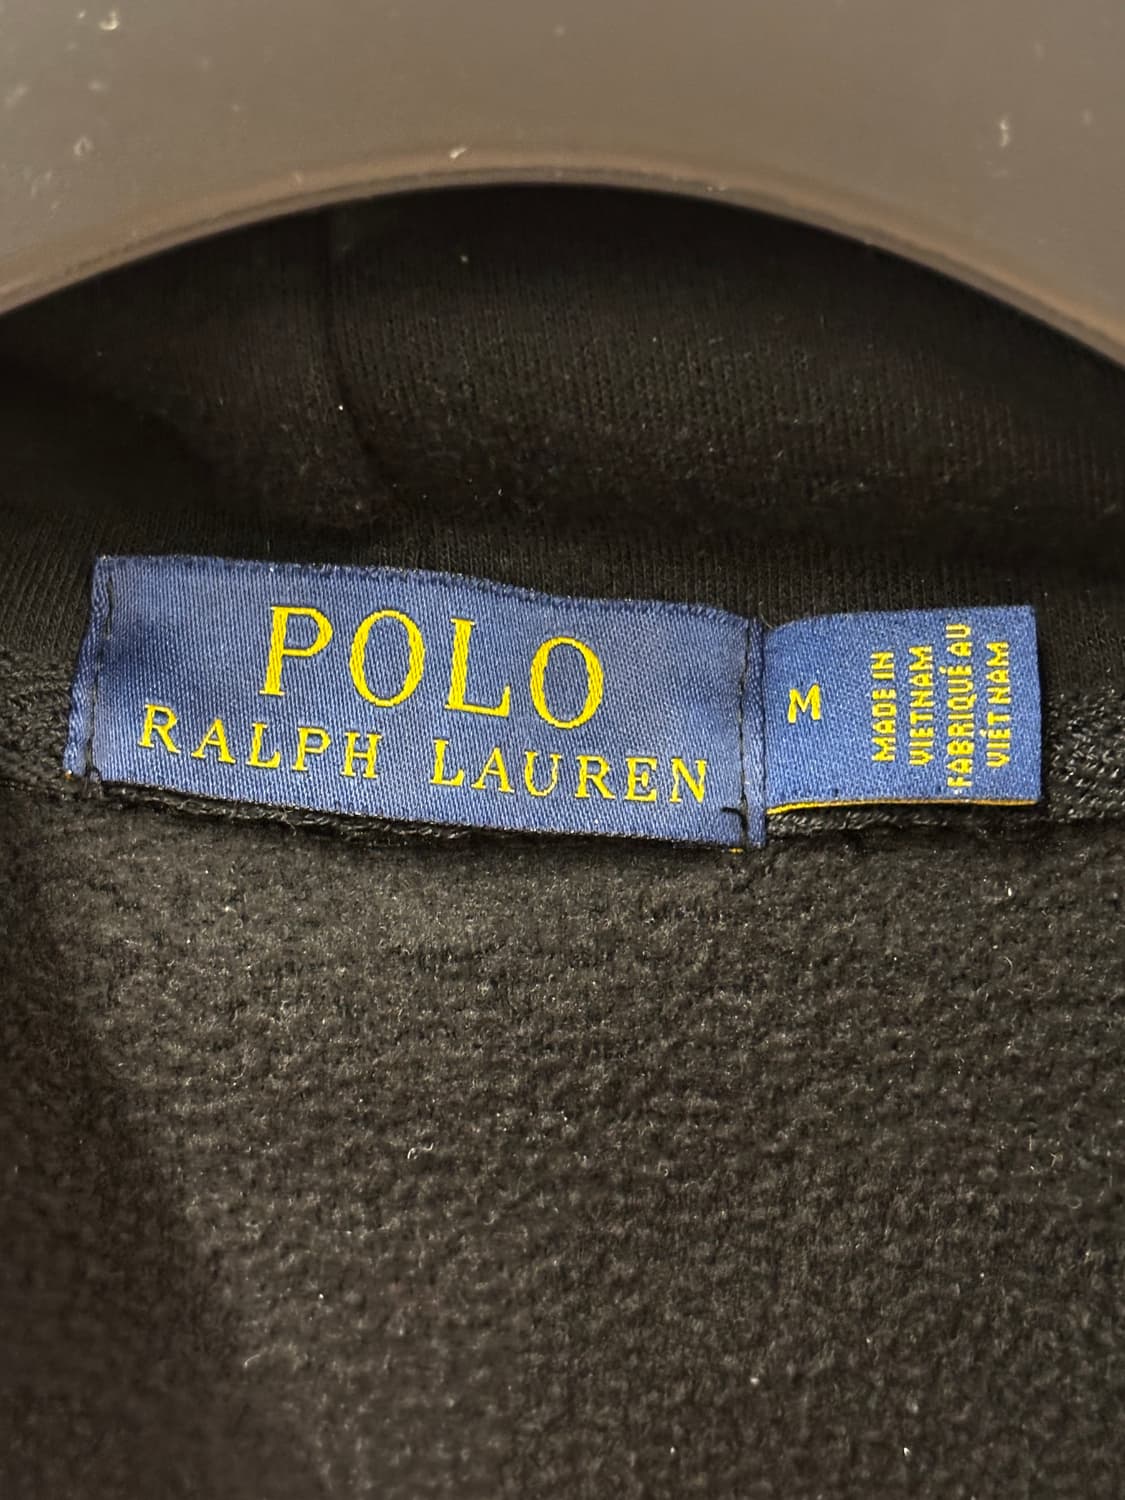 POLO
RALPH LAUREN
M
MADE IN
VIETNAM
FABRIQUÉ AU
VIÊT NAM